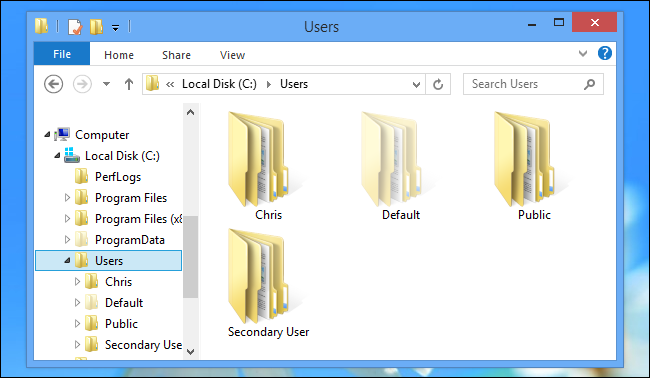 Users
File
Home
Share
View
?
« Local Disk (C:) Users
Search Users
Computer
Local Disk (C:)
PerfLogs
Program Files
Program Files (x8
ProgramData
Users
Chris
Default
Public
Secondary Use
Chris
Default
Public
Secondary User